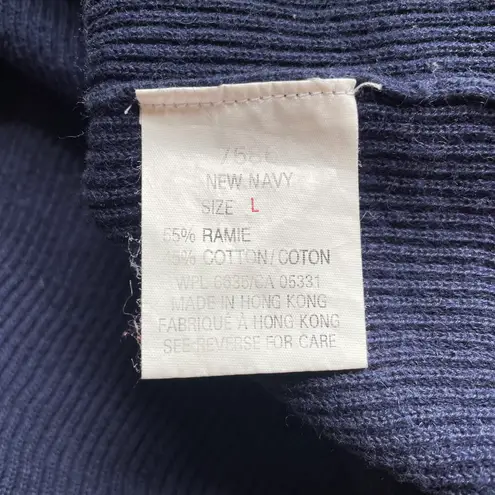 NEW NAVY
SIZE L
55% RAMIE
45% COTTON/COTON
WPL 6635/CA 05331
MADE IN HONG KONG
FABRIQUÉ À HONG KONG
SEE REVERSE FOR CARE